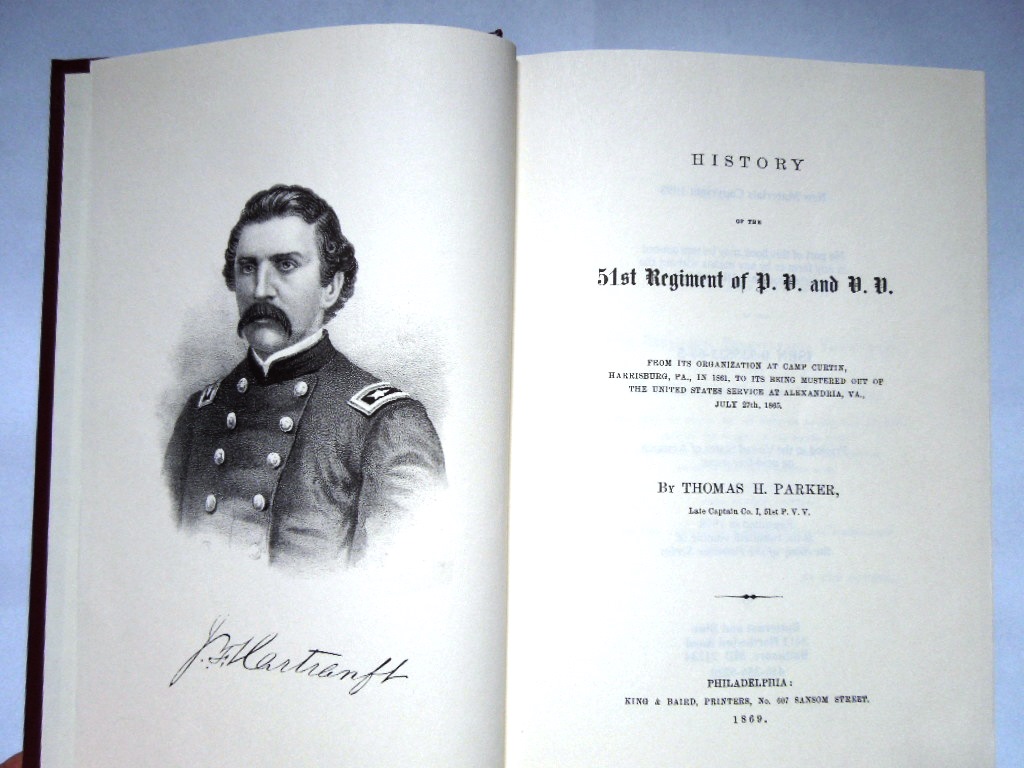 J. F. Hartranft
HISTORY
OF THE
51st Regiment of P. V. and V. V.
FROM ITS ORGANIZATION AT CAMP CURTIN,
HARRISBURG, PA., IN 1861, TO ITS BEING MUSTERED OUT OF
THE UNITED STATES SERVICE AT ALEXANDRIA, VA.,
JULY 27th, 1865.
By THOMAS H. PARKER,
Late Captain Co. I, 51st P. V. V.
PHILADELPHIA:
KING & BAIRD, PRINTERS, No. 607 SANSOM STREET.
1869.